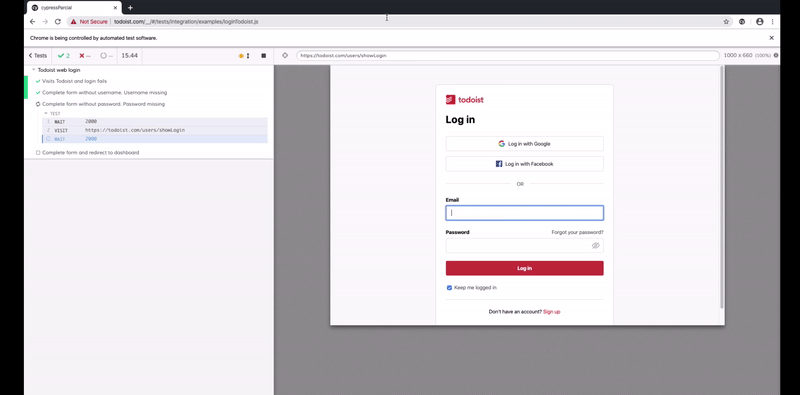 cypressParcial
Not Secure | todoist.com/__/#/tests/integration/examples/loginTodoist.js
Chrome is being controlled by automated test software.
Tests 2 -- -- 15.44
https://todoist.com/users/showLogin 1000 x 660 (100%)
Todoist web login
Visits Todoist and login fails
Complete form without username. Username missing
Complete form without password. Password missing
TEST
1 WAIT 2000
2 VISIT https://todoist.com/users/showLogin
WAIT 2000
Complete form and redirect to dashboard
todoist
Log in
Log in with Google
Log in with Facebook
OR
Email
Password Forgot your password?
Log in
Keep me logged in
Don't have an account? Sign up